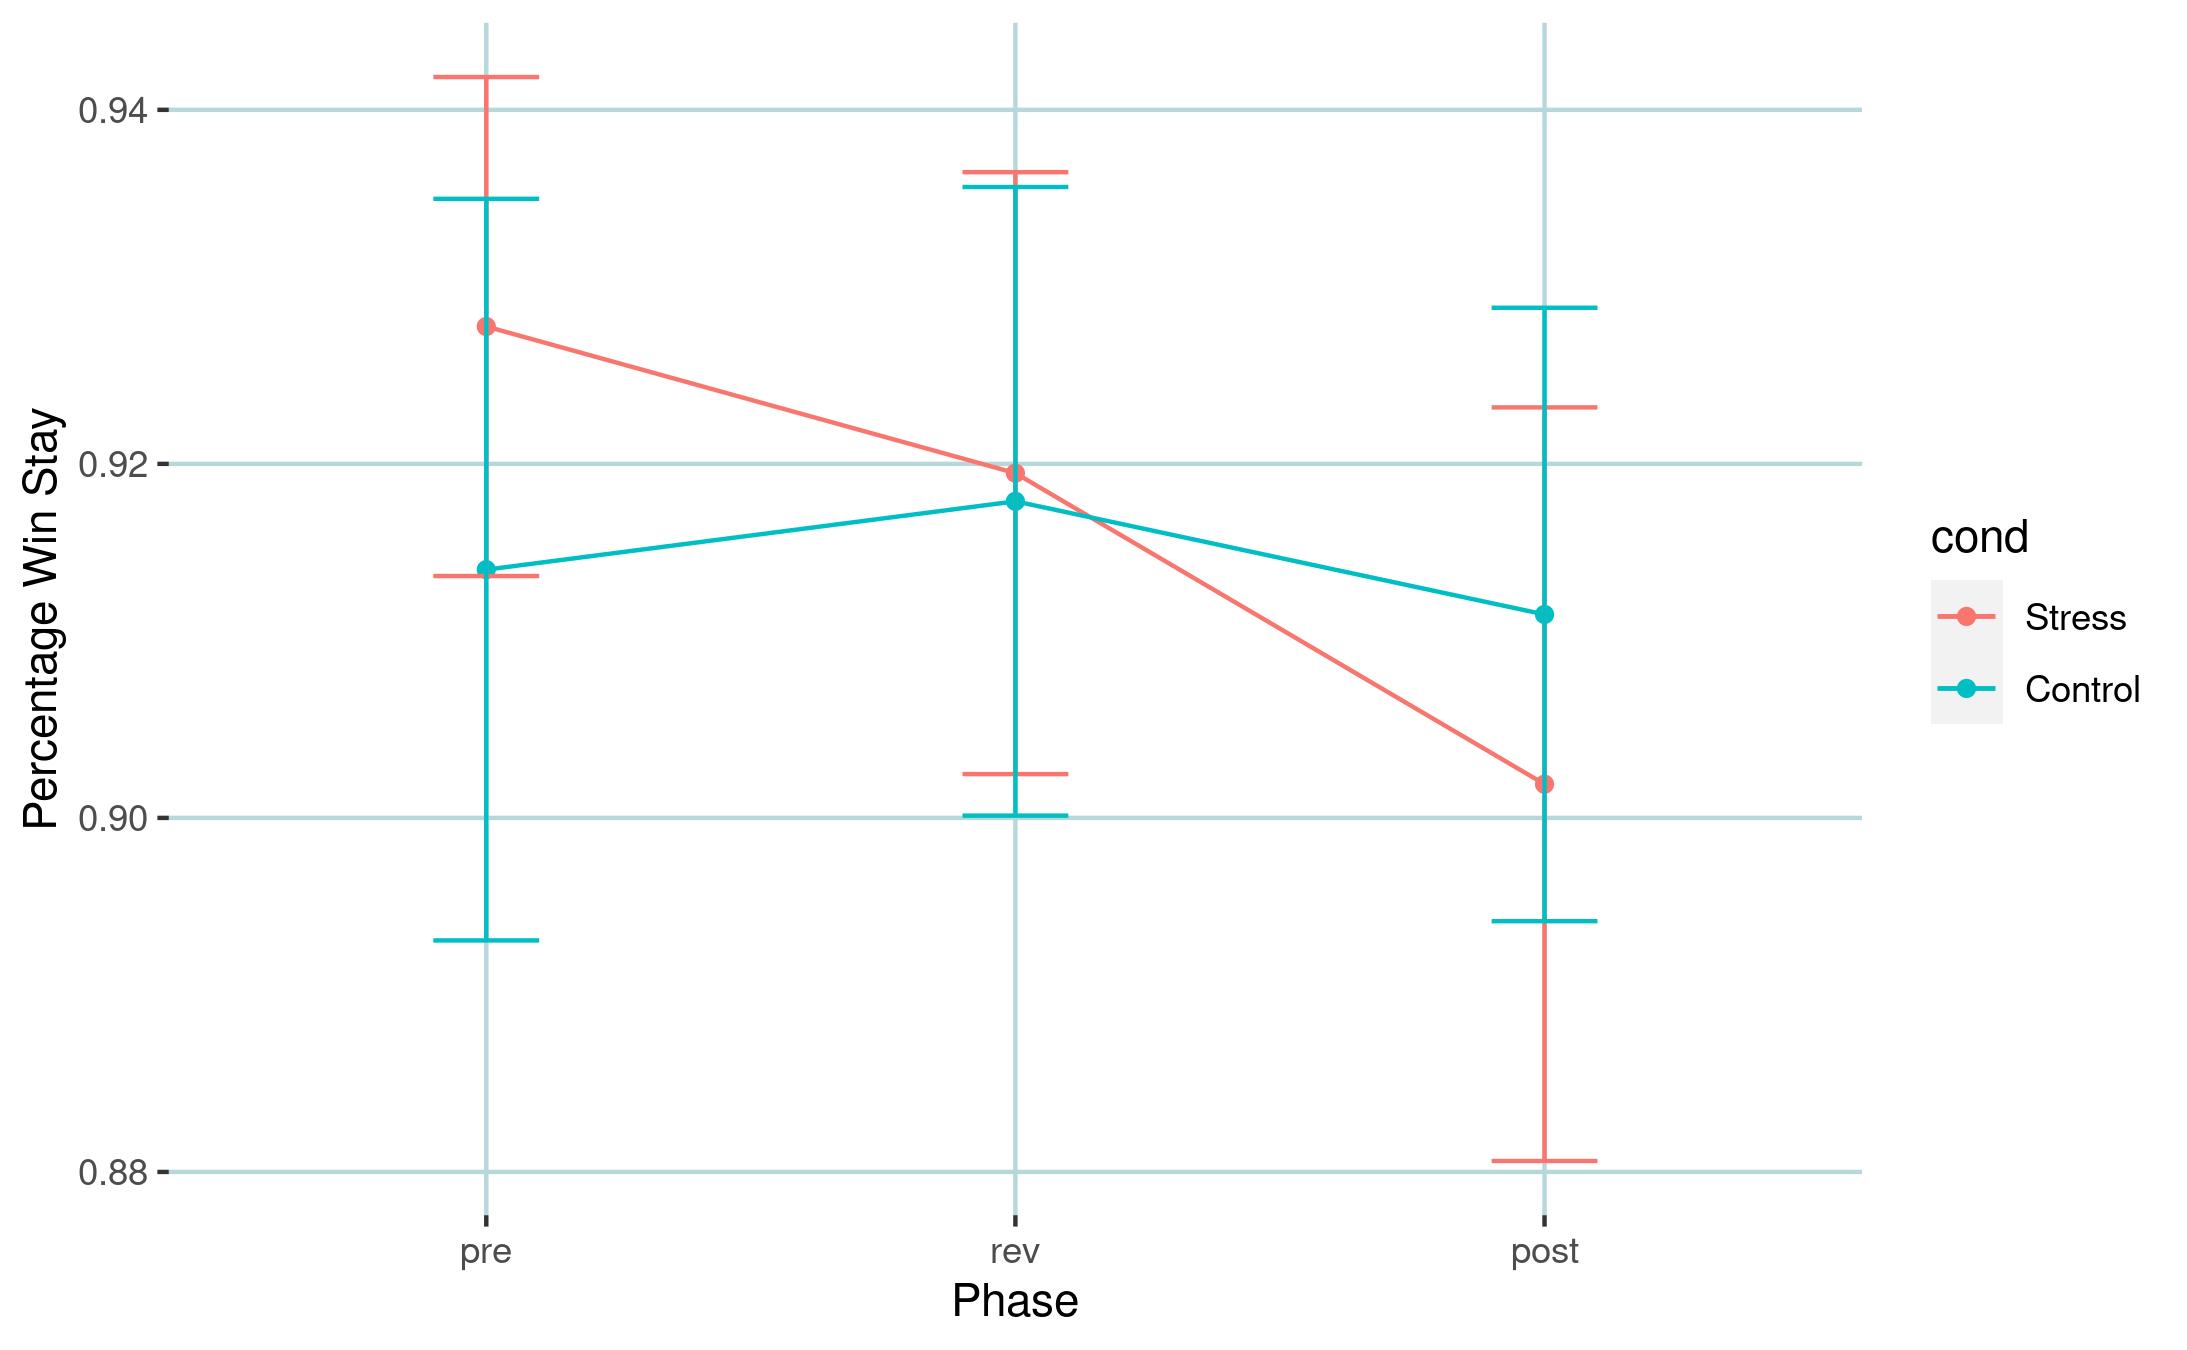 Percentage Win Stay
0.94
0.92
0.90
0.88
pre rev post
Phase
cond
Stress
Control